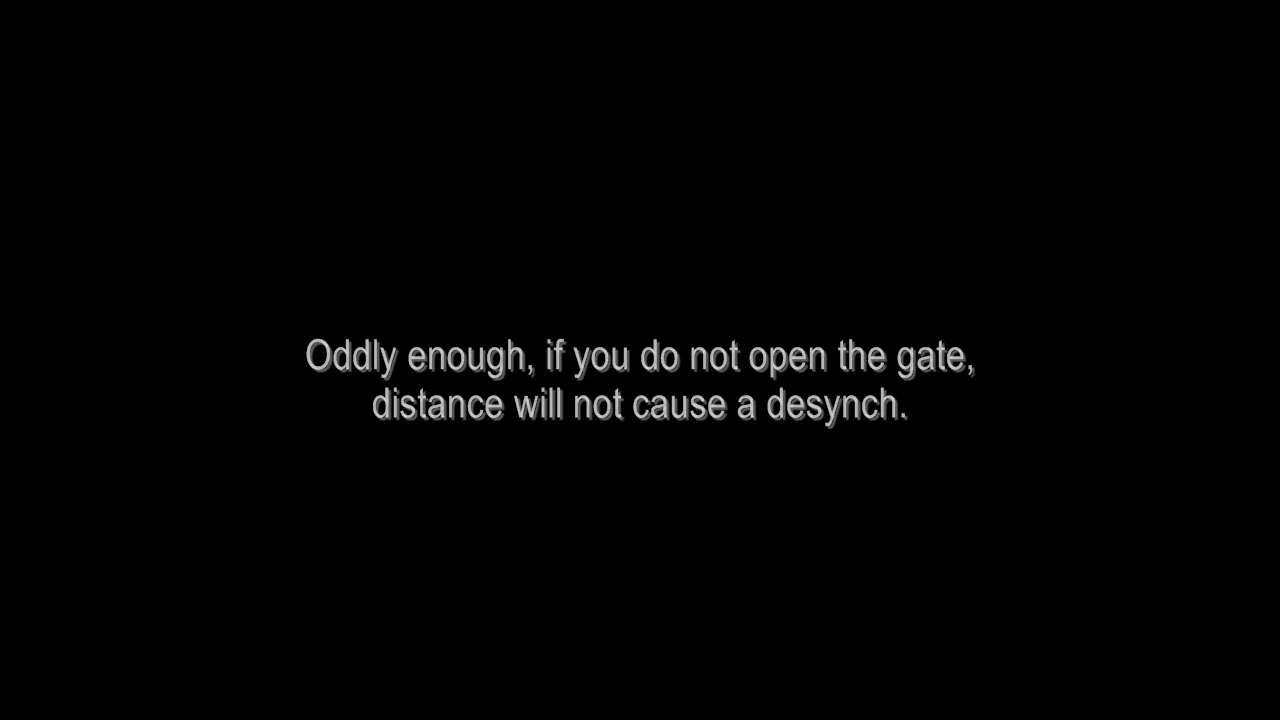 Oddly enough, if you do not open the gate,
distance will not cause a desynch.